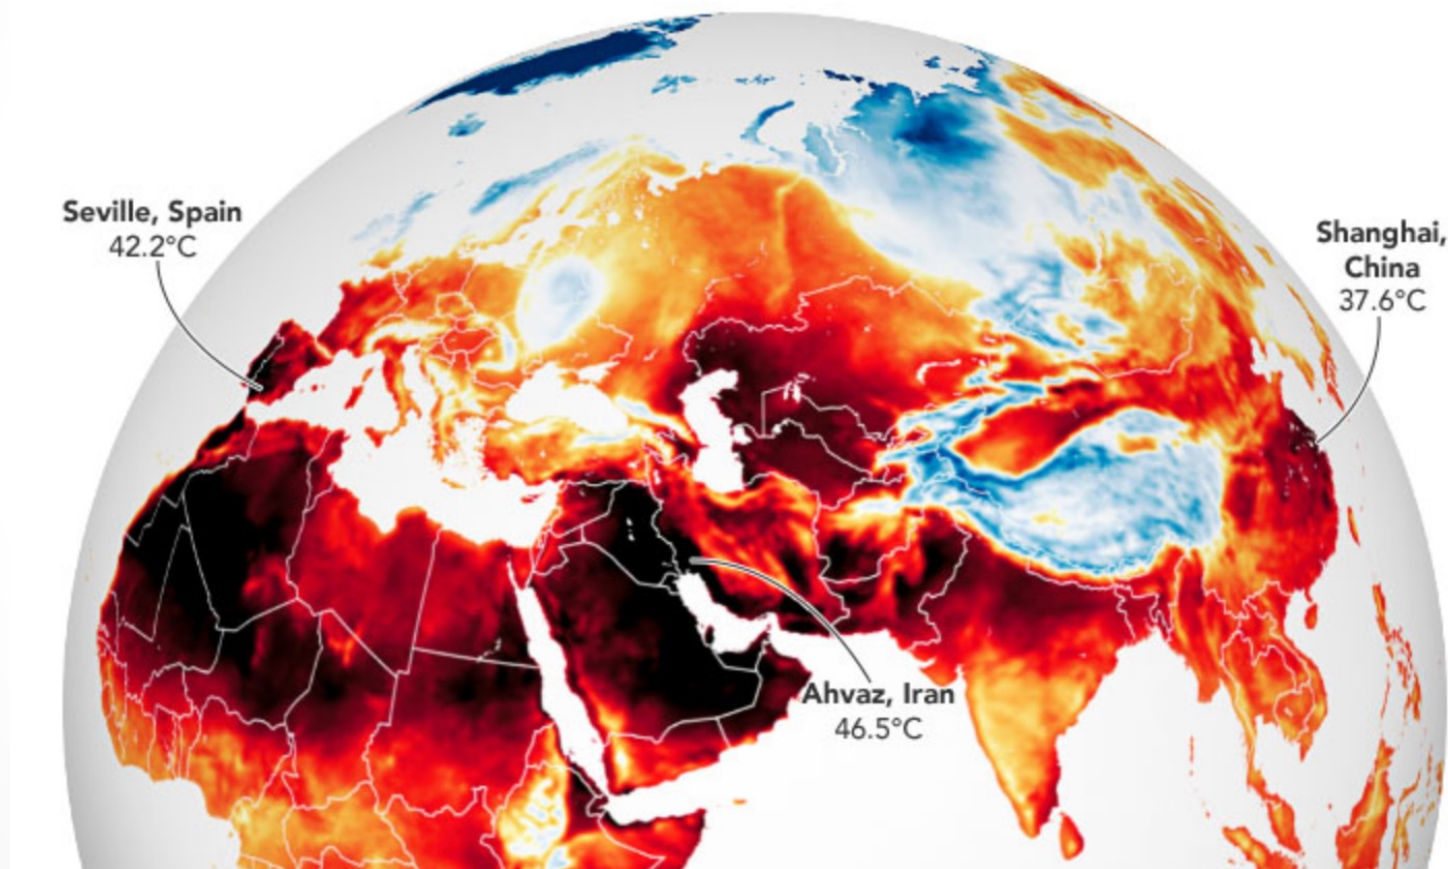 Seville, Spain
42.2°C
Shanghai,
China
37.6°C
Ahvaz, Iran
46.5°C